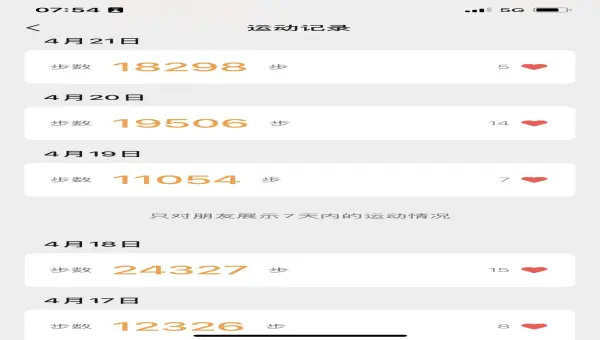 07:54 5G
运动记录
4月21日
步数 18298 步 5
4月20日
步数 19506 步 14
4月19日
步数 11054 步 7
只对朋友展示7天内的运动情况
4月18日
步数 24327 步 15
4月17日
步数 12326 步 8